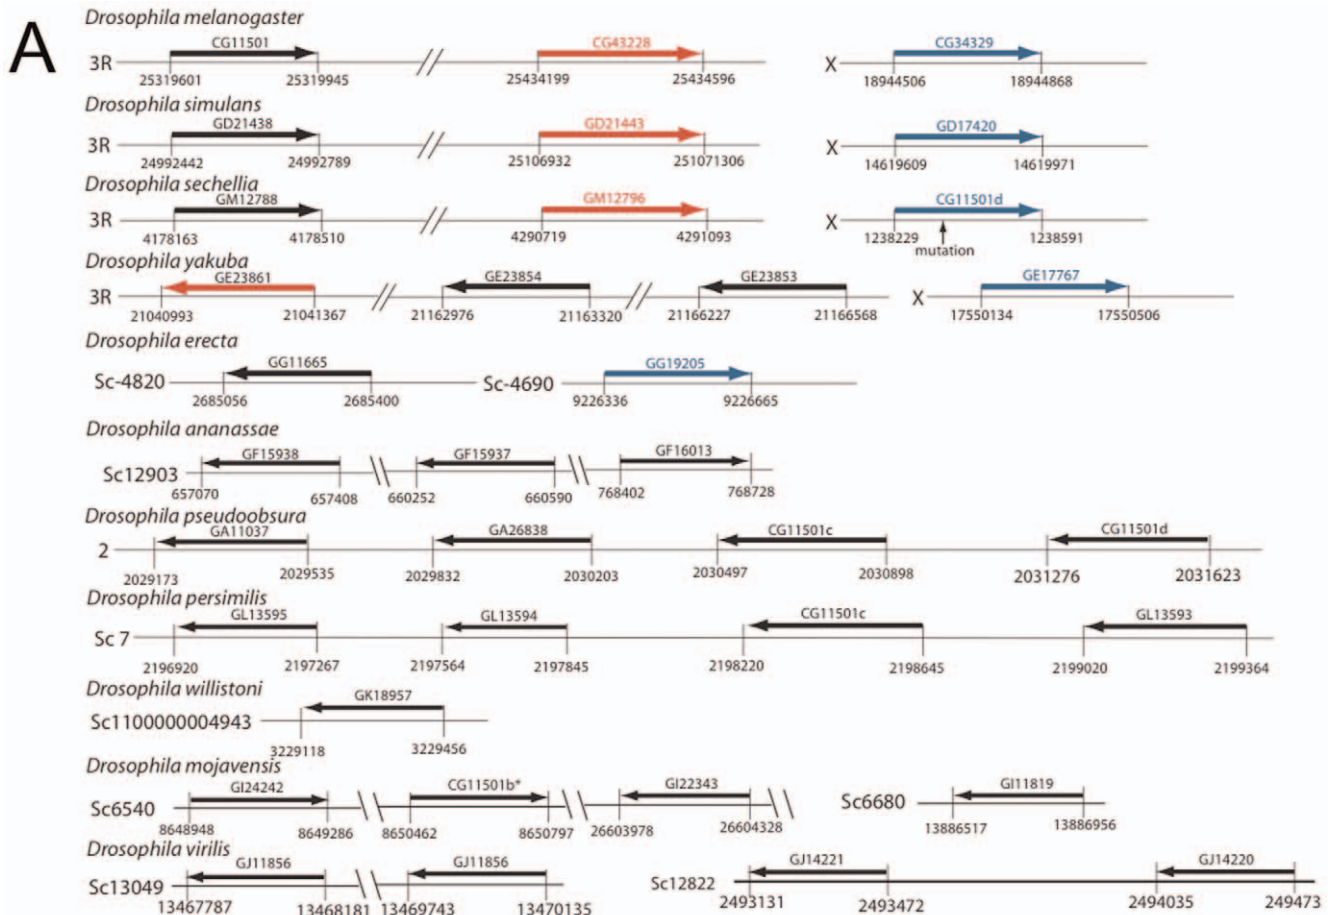 A
Drosophila melanogaster
3R CG11501 25319601 25319945 // CG43228 25434199 25434596 X CG34329 18944506 18944868
Drosophila simulans
3R GD21438 24992442 24992789 // GD21443 25106932 251071306 X GD17420 14619609 14619971
Drosophila sechellia
3R GM12788 4178163 4178510 // GM12796 4290719 4291093 X CG11501d 1238229 1238591
mutation
Drosophila yakuba
3R GE23861 21040993 21041367 // GE23854 21162976 21163320 // GE23853 21166227 21166568 X GE17767 17550134 17550506
Drosophila erecta
Sc-4820 GG11665 2685056 2685400 Sc-4690 GG19205 9226336 9226665
Drosophila ananassae
Sc12903 GF15938 657070 657408 \\ GF15937 660252 660590 \\ GF16013 768402 768728
Drosophila pseudoobsura
2 GA11037 2029173 2029535 GA26838 2029832 2030203 CG11501c 2030497 2030898 CG11501d 2031276 2031623
Drosophila persimilis
Sc 7 GL13595 2196920 2197267 GL13594 2197564 2197845 CG11501c 2198220 2198645 GL13593 2199020 2199364
Drosophila willistoni
Sc1100000004943 GK18957 3229118 3229456
Drosophila mojavensis
Sc6540 GI24242 8648948 8649286 \\ CG11501b* 8650462 8650797 \\ GI22343 26603978 26604328 \\ Sc6680 GI11819 13886517 13886956
Drosophila virilis
Sc13049 GJ11856 13467787 13468181 \\ GJ11856 13469743 13470135 Sc12822 GJ14221 2493131 2493472 GJ14220 2494035 249473